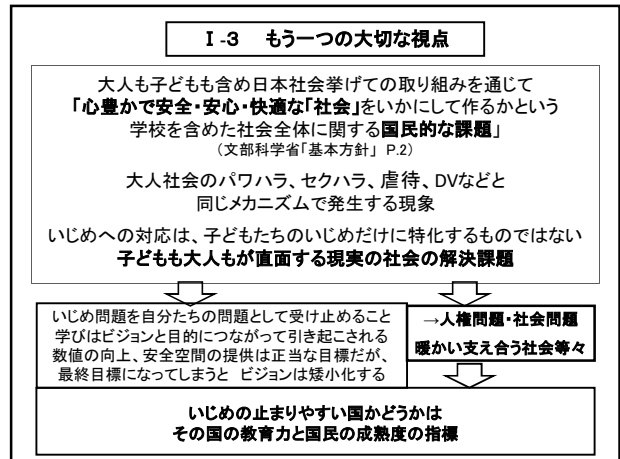 Ⅰ-3 もう一つの大切な視点
大人も子どもも含め日本社会挙げての取り組みを通じて
「心豊かで安全・安心・快適な「社会」をいかにして作るかという
学校を含めた社会全体に関する国民的な課題」
(文部科学省「基本方針」 P.2)
大人社会のパワハラ、セクハラ、虐待、DVなどと
同じメカニズムで発生する現象
いじめへの対応は、子どもたちのいじめだけに特化するものではない
子どもも大人もが直面する現実の社会の解決課題
いじめ問題を自分たちの問題として受け止めること
学びはビジョンと目的につながって引き起こされる
数値の向上、安全空間の提供は正当な目標だが、
最終目標になってしまうと ビジョンは矮小化する
→人権問題・社会問題
暖かい支え合う社会等々
いじめの止まりやすい国かどうかは
その国の教育力と国民の成熟度の指標